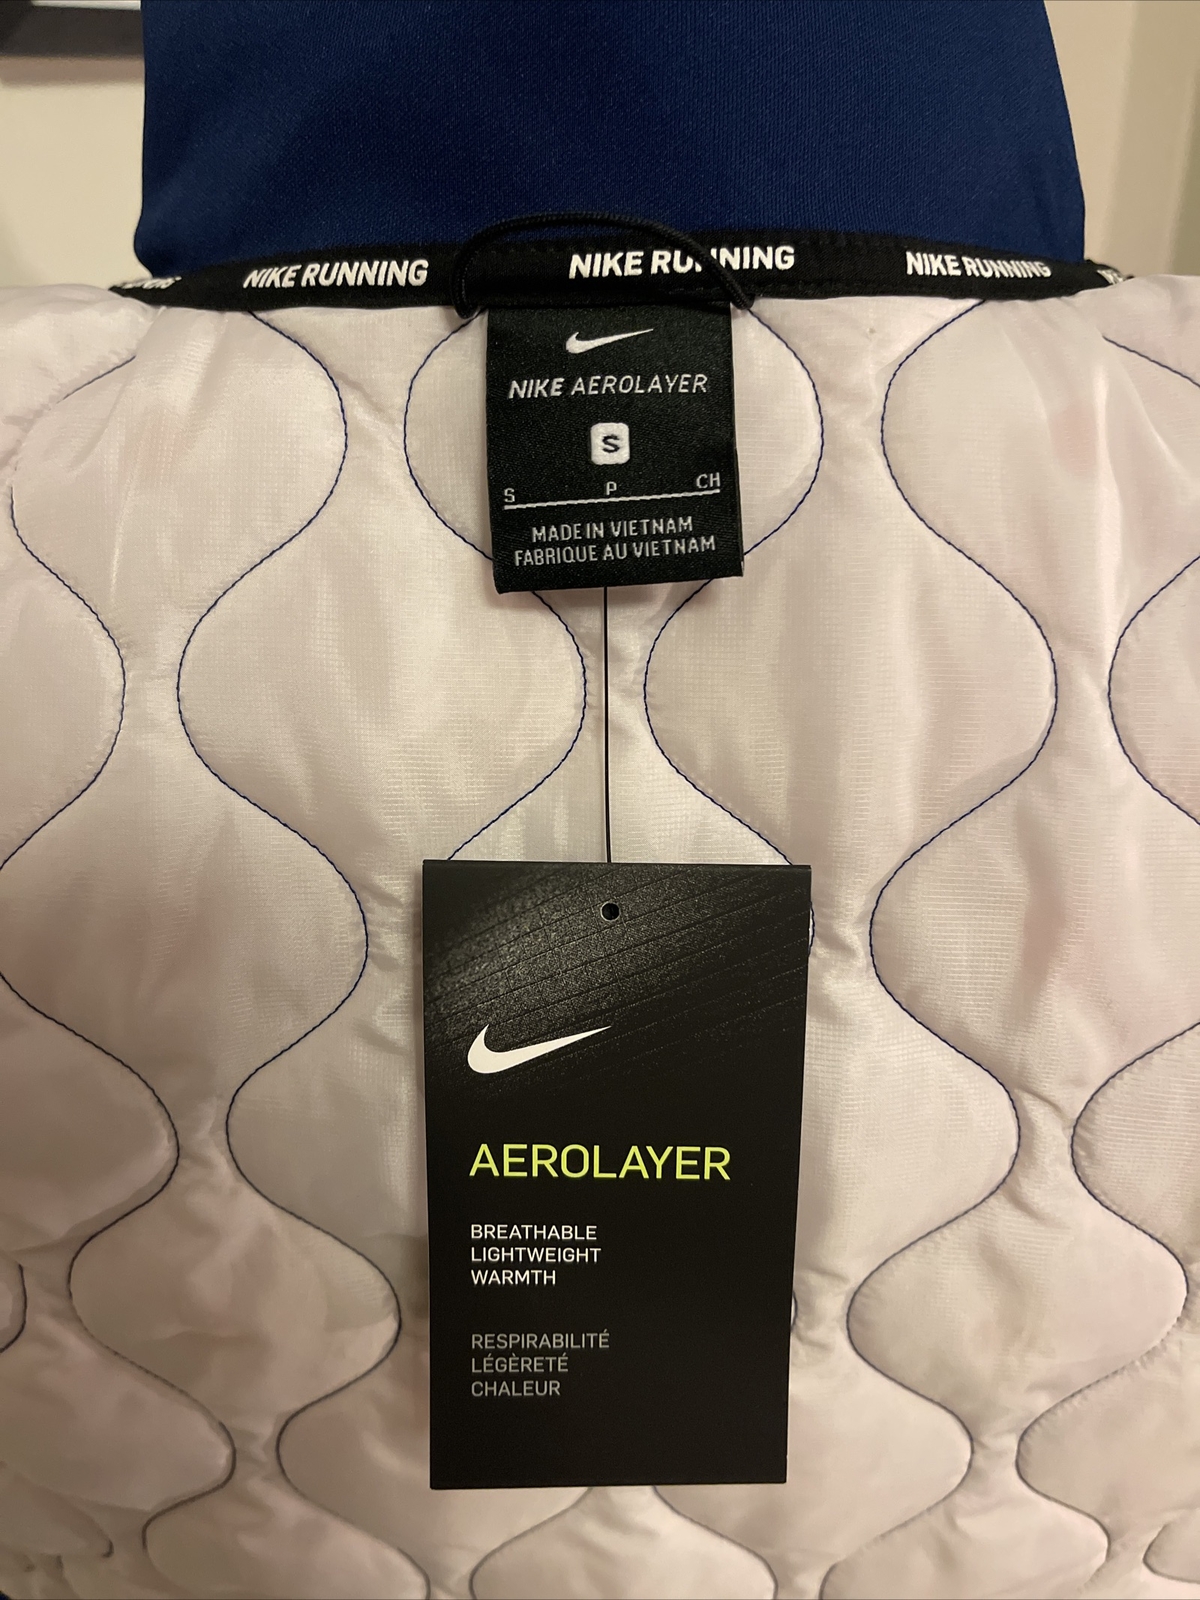 NIKE RUNNING
NIKE RUNNING
NIKE RUNNING
NIKE AEROLAYER
S
S P CH
MADE IN VIETNAM
FABRIQUE AU VIETNAM
AEROLAYER
BREATHABLE
LIGHTWEIGHT
WARMTH
RESPIRABILITÉ
LÉGÈRETÉ
CHALEUR